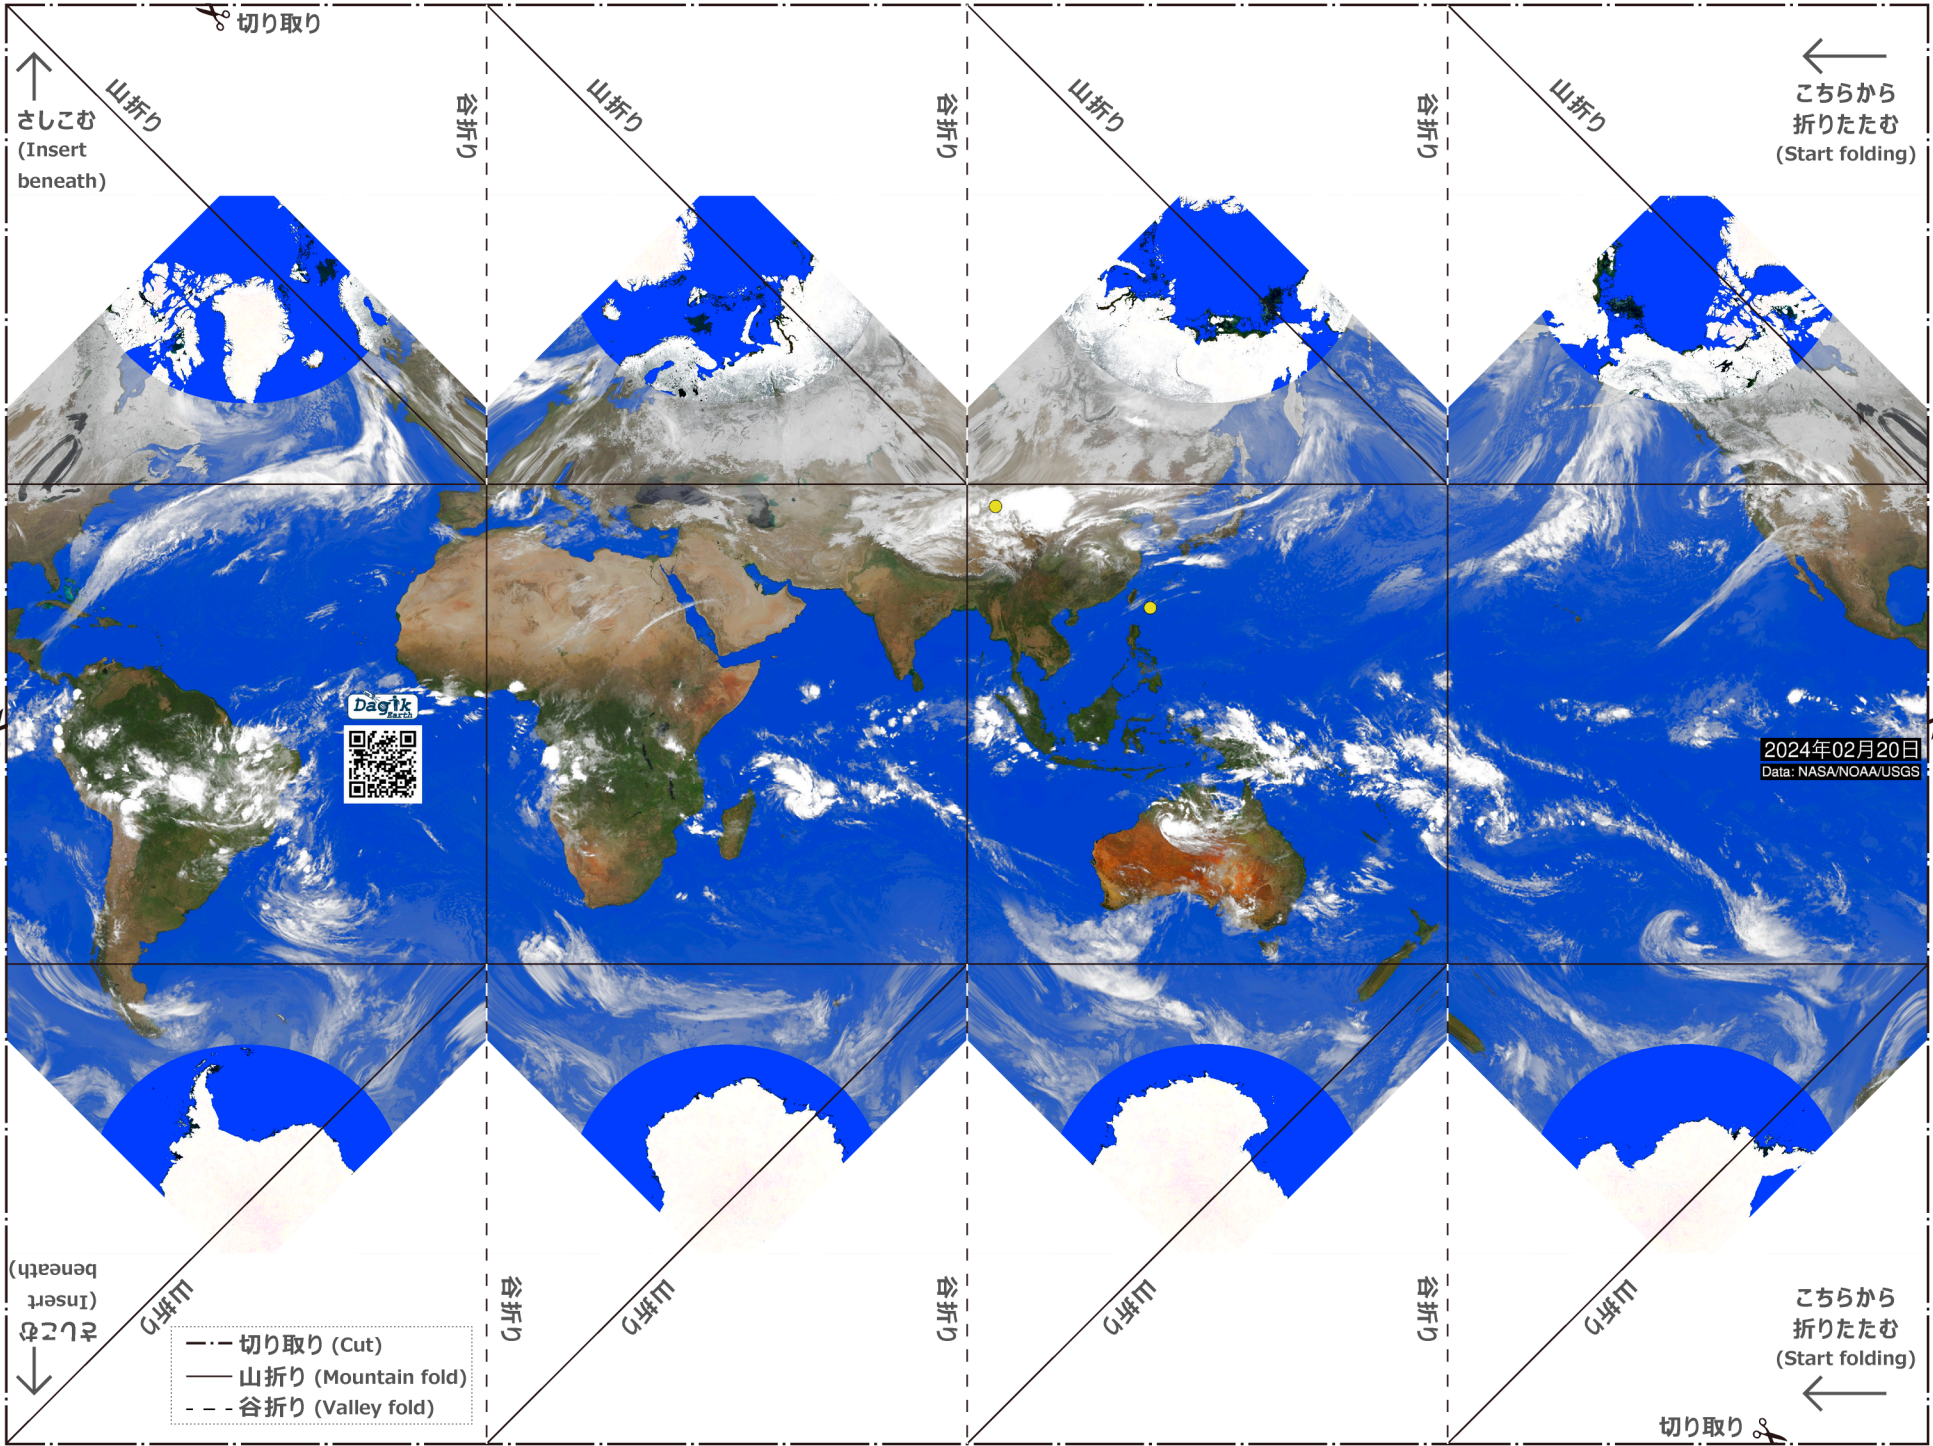 切り取り
山折り
谷折り
山折り
谷折り
山折り
谷折り
山折り
さしこむ
(Insert
beneath)
こちらから
折りたたむ
(Start folding)
Dagik
Earth
2024年02月20日
Data: NASA/NOAA/USGS
さしこむ
(Insert
beneath)
山折り
谷折り
山折り
谷折り
山折り
谷折り
山折り
こちらから
折りたたむ
(Start folding)
切り取り (Cut)
山折り (Mountain fold)
谷折り (Valley fold)
切り取り